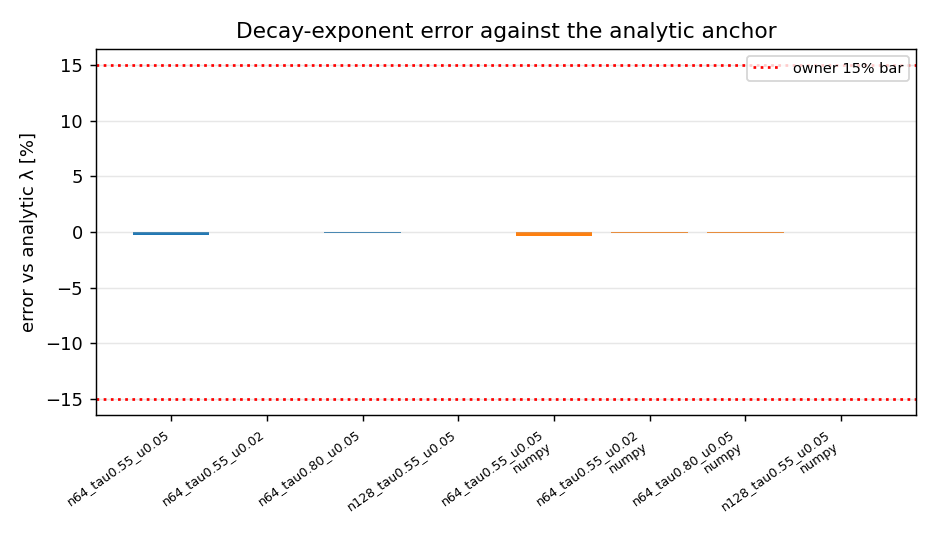 Decay-exponent error against the analytic anchor
error vs analytic λ [%]
15
10
5
0
−5
−10
−15
owner 15% bar
n64_tau0.55_u0.05
n64_tau0.55_u0.02
n64_tau0.80_u0.05
n128_tau0.55_u0.05
n64_tau0.55_u0.05
numpy
n64_tau0.55_u0.02
numpy
n64_tau0.80_u0.05
numpy
n128_tau0.55_u0.05
numpy